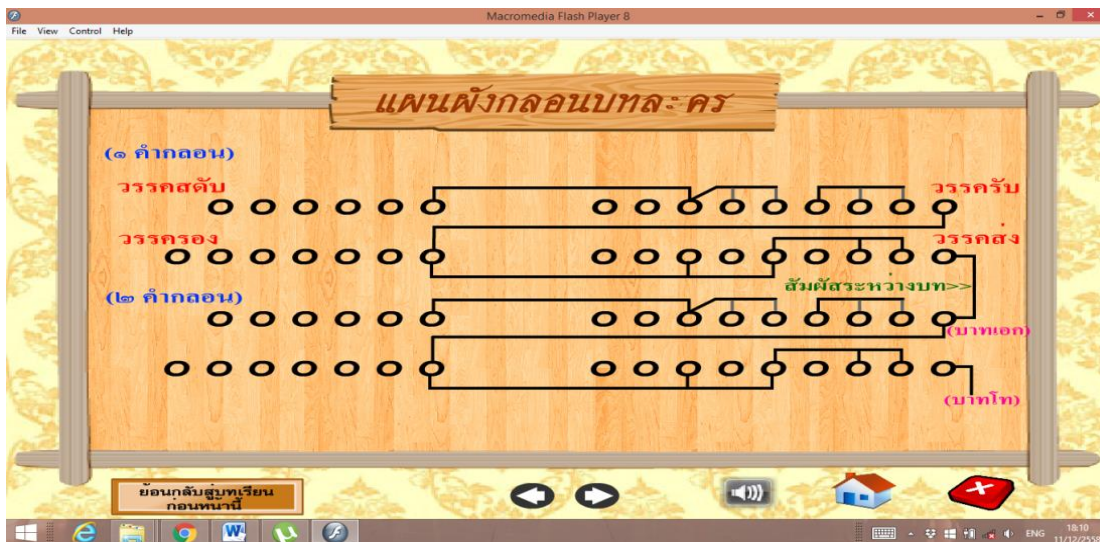 Macromedia Flash Player 8
File View Control Help
แผนผังกลอนบทละคร
(๑ คำกลอน)
วรรคสดับ วรรครับ
วรรครอง วรรคส่ง
สัมผัสระหว่างบท>>
(๒ คำกลอน)
(บาทเอก)
(บาทโท)
ย้อนกลับสู่บทเรียน
ก่อนหน้านี้
ENG 18:10
11/12/2558